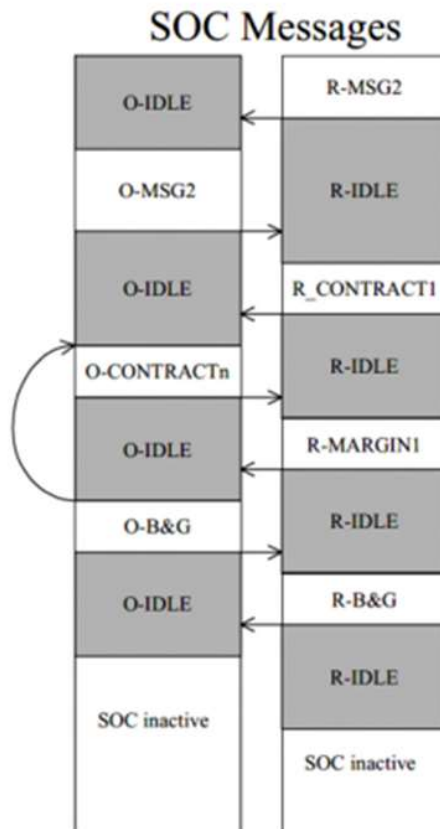 SOC Messages
O-IDLE
R-MSG2
O-MSG2
R-IDLE
O-IDLE
R_CONTRACT1
O-CONTRACTn
R-IDLE
O-IDLE
R-MARGIN1
O-B&G
R-IDLE
O-IDLE
R-B&G
R-IDLE
SOC inactive
SOC inactive